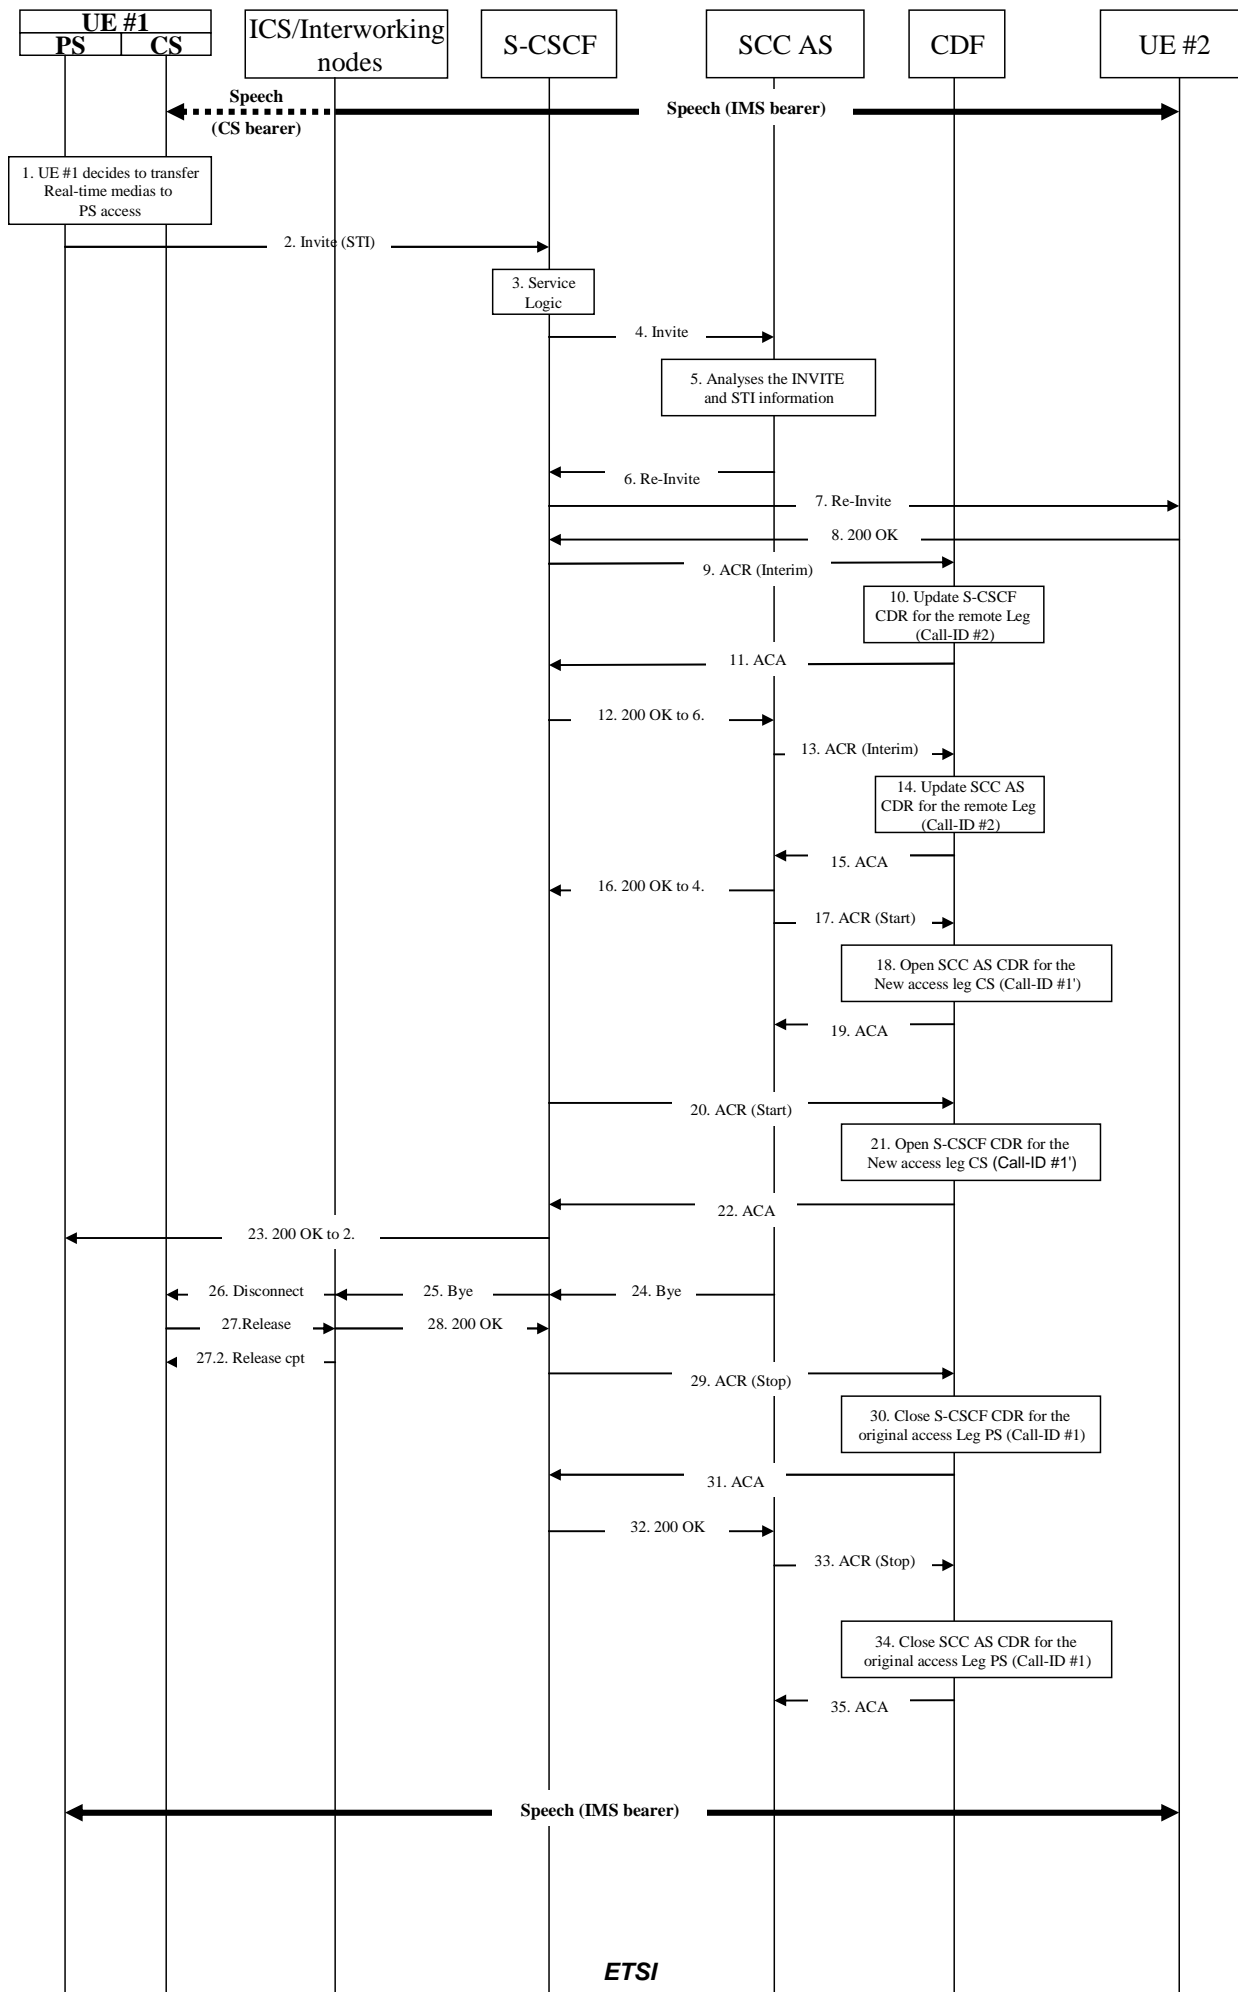 UE #1
PS CS
ICS/Interworking
nodes
S-CSCF
SCC AS
CDF
UE #2
Speech
(CS bearer)
Speech (IMS bearer)
1. UE #1 decides to transfer
Real-time medias to
PS access
2. Invite (STI)
3. Service
Logic
4. Invite
5. Analyses the INVITE
and STI information
6. Re-Invite
7. Re-Invite
8. 200 OK
9. ACR (Interim)
10. Update S-CSCF
CDR for the remote Leg
(Call-ID #2)
11. ACA
12. 200 OK to 6.
13. ACR (Interim)
14. Update SCC AS
CDR for the remote Leg
(Call-ID #2)
15. ACA
16. 200 OK to 4.
17. ACR (Start)
18. Open SCC AS CDR for the
New access leg CS (Call-ID #1')
19. ACA
20. ACR (Start)
21. Open S-CSCF CDR for the
New access leg CS (Call-ID #1')
22. ACA
23. 200 OK to 2.
26. Disconnect
25. Bye
24. Bye
27.Release
28. 200 OK
27.2. Release cpt
29. ACR (Stop)
30. Close S-CSCF CDR for the
original access Leg PS (Call-ID #1)
31. ACA
32. 200 OK
33. ACR (Stop)
34. Close SCC AS CDR for the
original access Leg PS (Call-ID #1)
35. ACA
Speech (IMS bearer)
ETSI